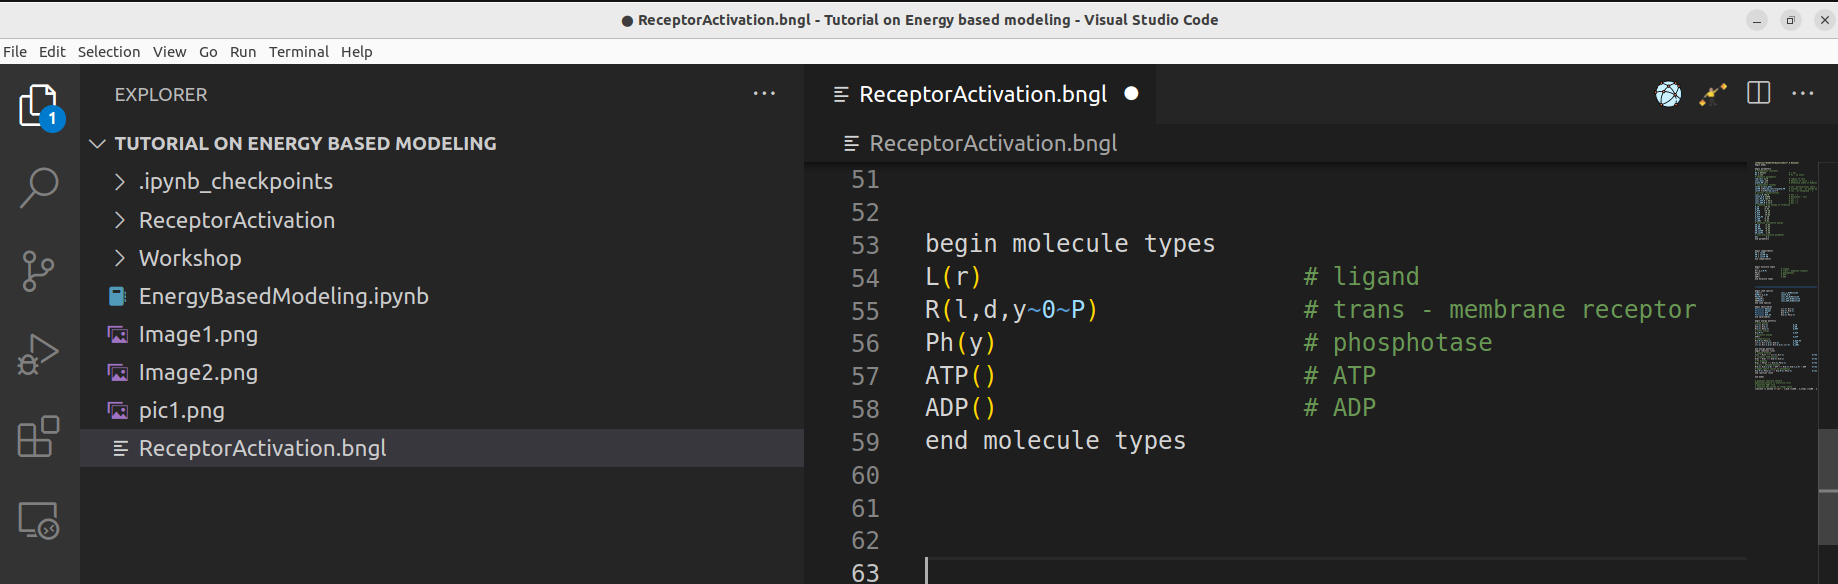 ● ReceptorActivation.bngl - Tutorial on Energy based modeling - Visual Studio Code
File Edit Selection View Go Run Terminal Help
1
EXPLORER
TUTORIAL ON ENERGY BASED MODELING
.ipynb_checkpoints
ReceptorActivation
Workshop
EnergyBasedModeling.ipynb
Image1.png
Image2.png
pic1.png
ReceptorActivation.bngl
ReceptorActivation.bngl ●
ReceptorActivation.bngl
51
52
53 begin molecule types
54 L(r) # ligand
55 R(l,d,y~0~P) # trans - membrane receptor
56 Ph(y) # phosphotase
57 ATP() # ATP
58 ADP() # ADP
59 end molecule types
60
61
62
63